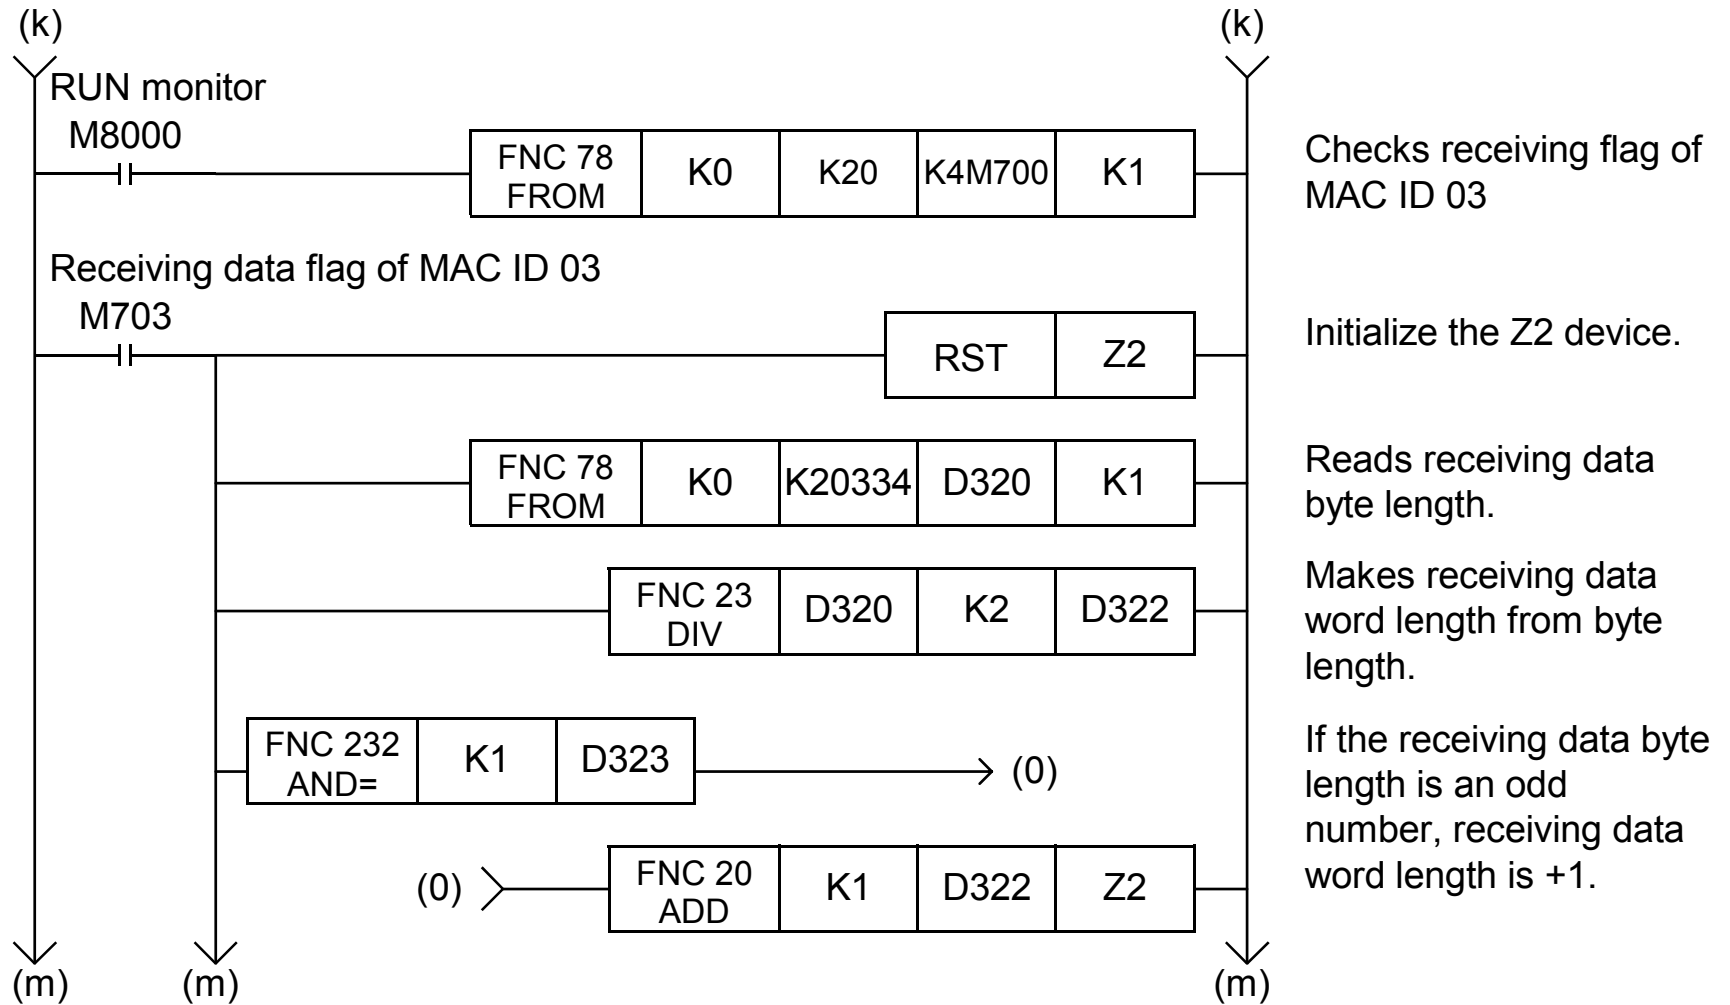 (k)
(k)
RUN monitor
M8000
FNC 78
FROM
K0
K20
K4M700
K1
Checks receiving flag of
MAC ID 03
Receiving data flag of MAC ID 03
M703
RST
Z2
Initialize the Z2 device.
FNC 78
FROM
K0
K20334
D320
K1
Reads receiving data
byte length.
FNC 23
DIV
D320
K2
D322
Makes receiving data
word length from byte
length.
FNC 232
AND=
K1
D323
(0)
If the receiving data byte
length is an odd
number, receiving data
word length is +1.
(0)
FNC 20
ADD
K1
D322
Z2
(m)
(m)
(m)